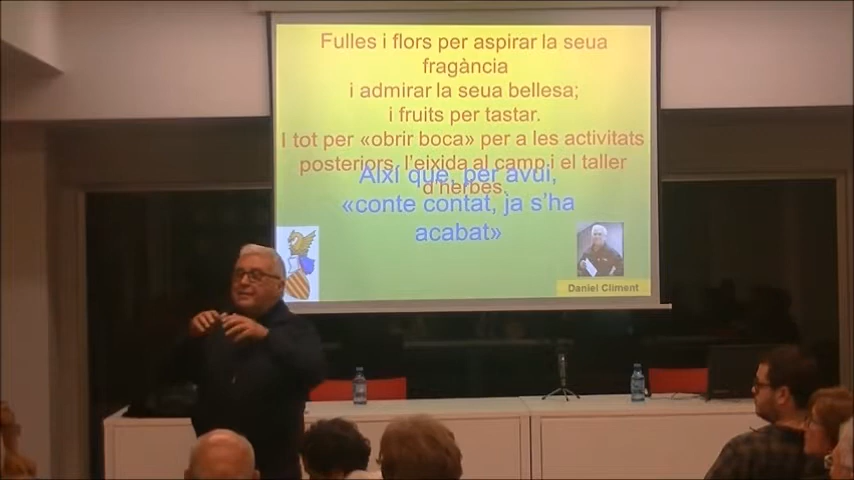 Fulles i flors per aspirar la seua
fragància
i admirar la seua bellesa;
i fruits per tastar.
I tot per «obrir boca» per a les activitats
posteriors, l'eixida al camp i el taller
d'herbes.
Així que, per avui,
«conte contat, ja s'ha
acabat»
Daniel Climent